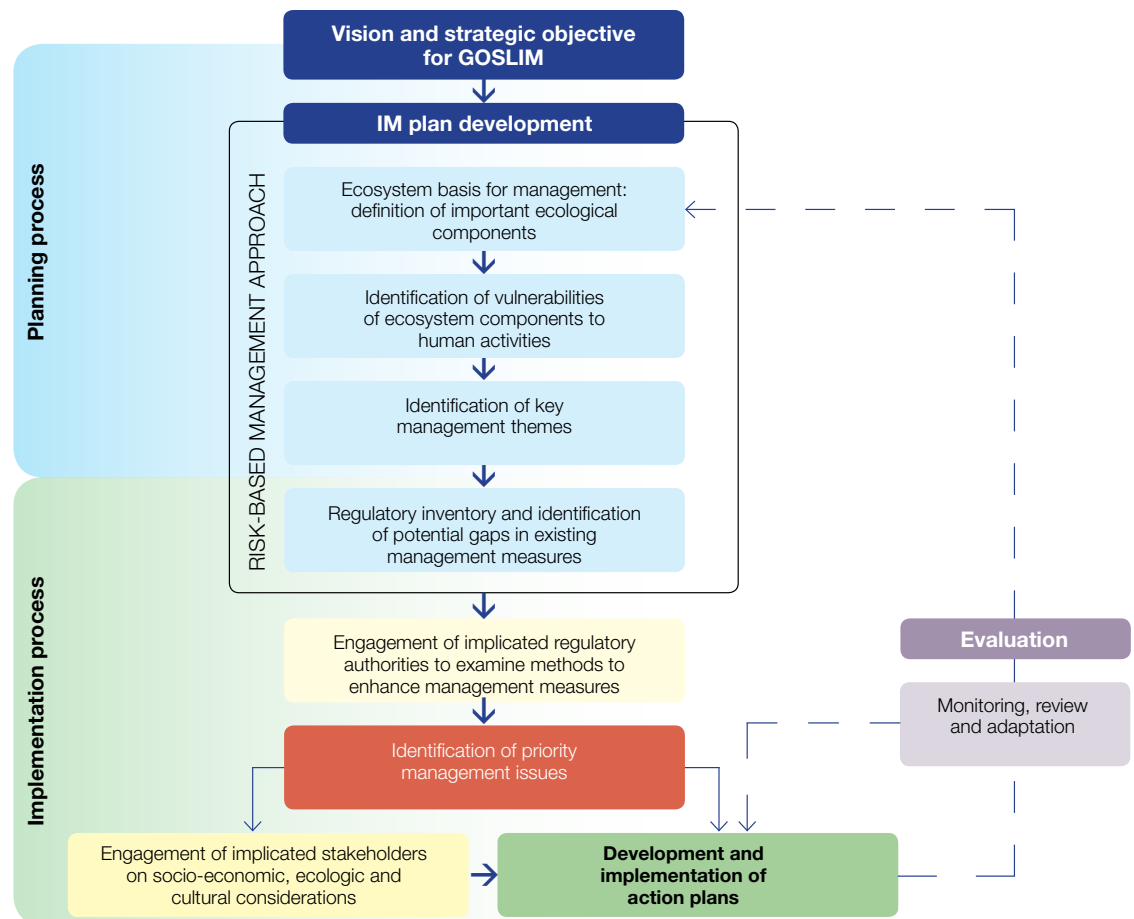 Vision and strategic objective
for GOSLIM
IM plan development
Planning process
RISK-BASED MANAGEMENT APPROACH
Ecosystem basis for management:
definition of important ecological
components
Identification of vulnerabilities
of ecosystem components to
human activities
Identification of key
management themes
Regulatory inventory and identification
of potential gaps in existing
management measures
Implementation process
Engagement of implicated regulatory
authorities to examine methods to
enhance management measures
Evaluation
Monitoring, review
and adaptation
Identification of priority
management issues
Engagement of implicated stakeholders
on socio-economic, ecologic and
cultural considerations
Development and
implementation of
action plans